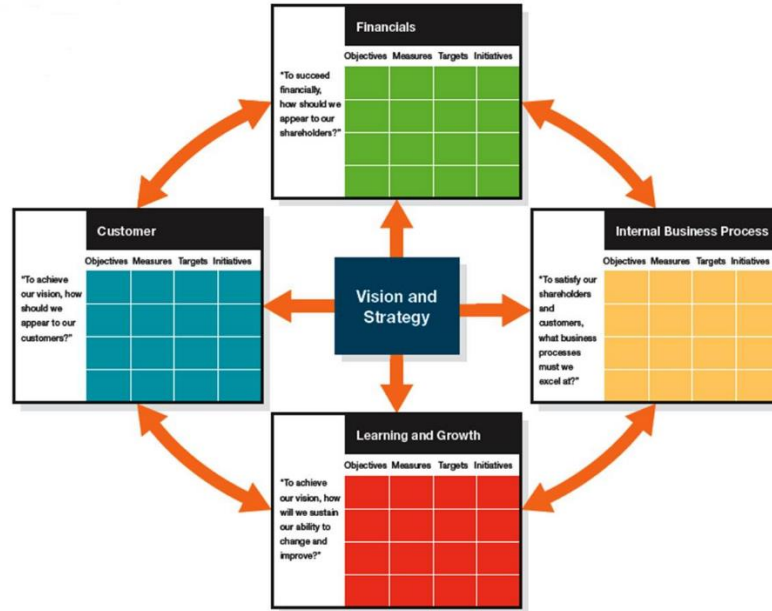 Financials
Objectives Measures Targets Initiatives
"To succeed
financially,
how should we
appear to our
shareholders?"
Customer
Objectives Measures Targets Initiatives
"To achieve
our vision, how
should we
appear to our
customers?"
Vision and
Strategy
Internal Business Process
Objectives Measures Targets Initiatives
"To satisfy our
shareholders
and
customers,
what business
processes
must we
excel at?"
Learning and Growth
Objectives Measures Targets Initiatives
"To achieve
our vision, how
will we sustain
our ability to
change and
improve?"